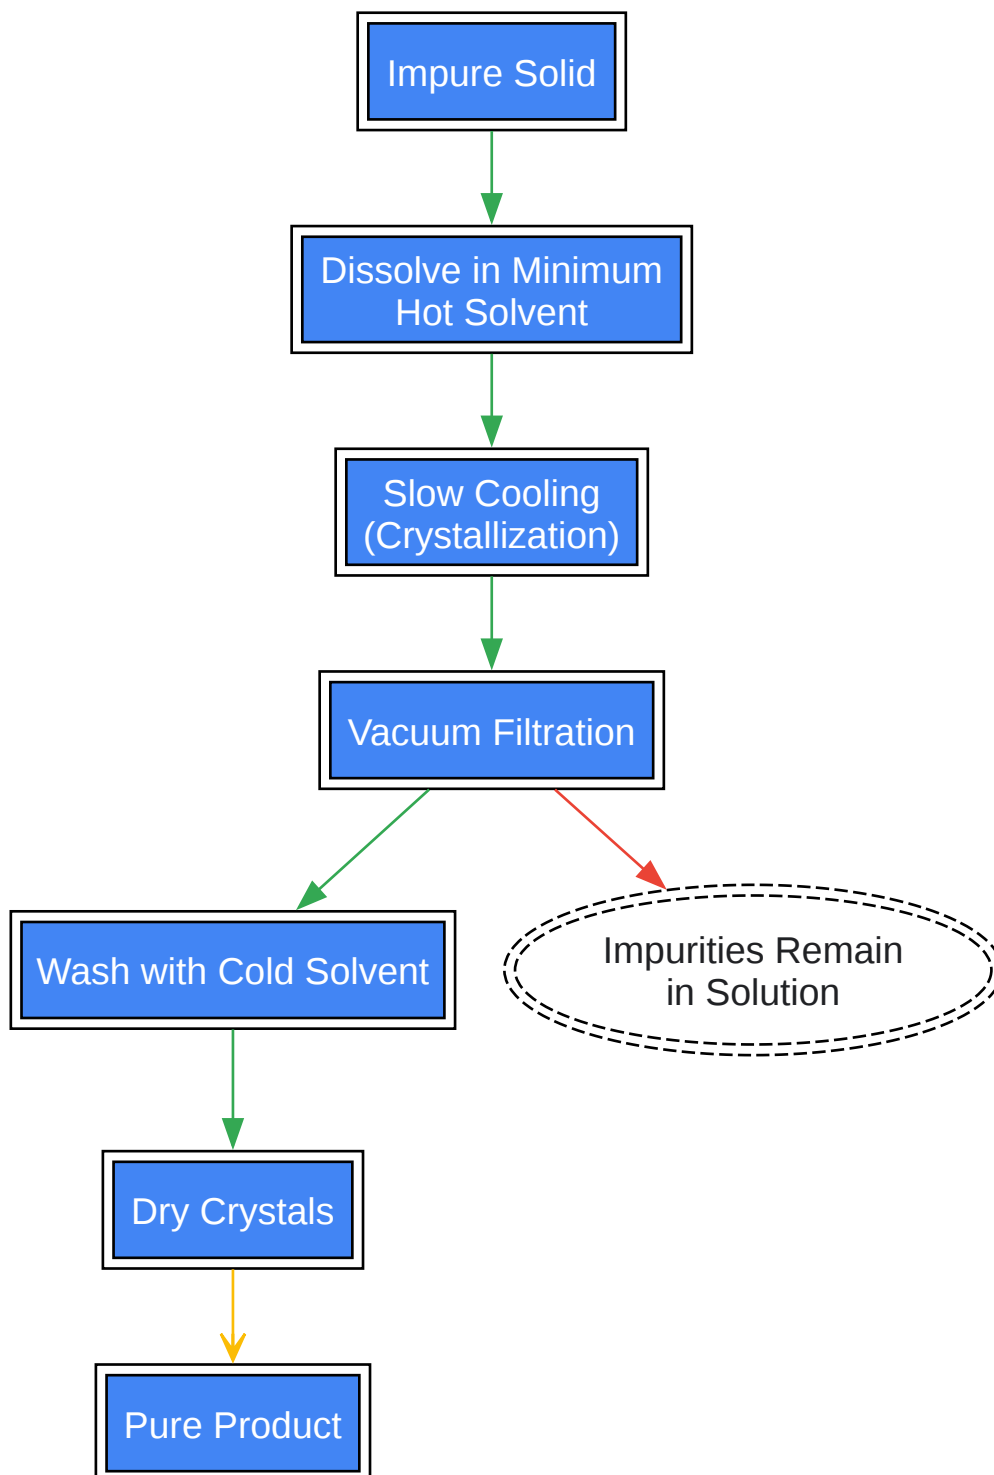 Impure Solid
Dissolve in Minimum
Hot Solvent
Slow Cooling
(Crystallization)
Vacuum Filtration
Wash with Cold Solvent
Impurities Remain
in Solution
Dry Crystals
Pure Product